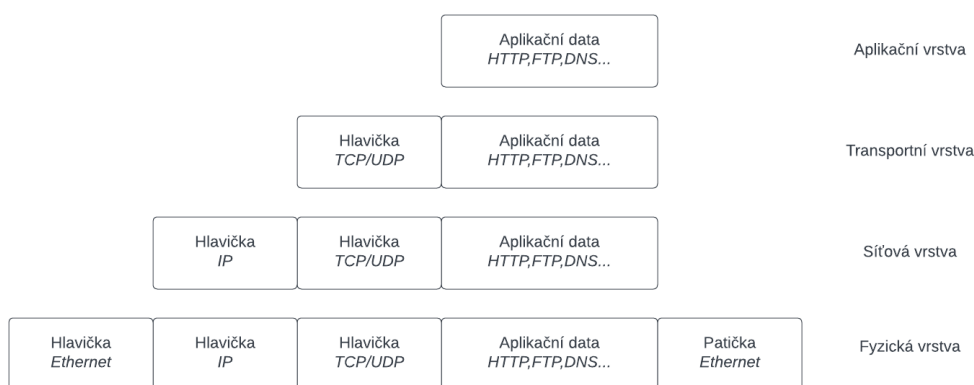 Aplikační data
HTTP,FTP,DNS...
Aplikační vrstva
Hlavička
TCP/UDP
Aplikační data
HTTP,FTP,DNS...
Transportní vrstva
Hlavička
IP
Hlavička
TCP/UDP
Aplikační data
HTTP,FTP,DNS...
Síťová vrstva
Hlavička
Ethernet
Hlavička
IP
Hlavička
TCP/UDP
Aplikační data
HTTP,FTP,DNS...
Patička
Ethernet
Fyzická vrstva